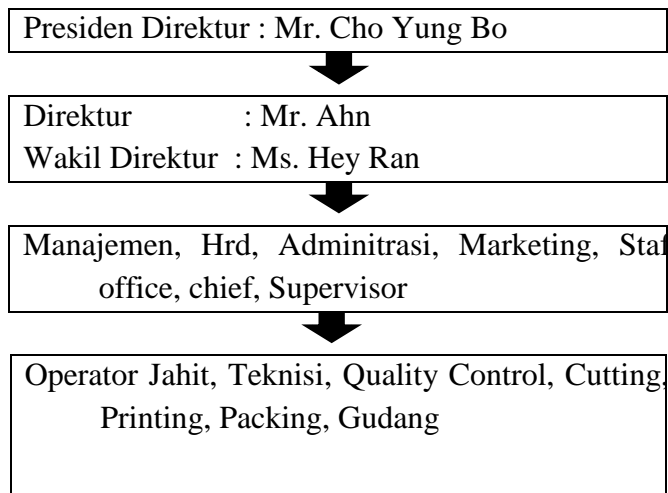 Presiden Direktur : Mr. Cho Yung Bo
Direktur : Mr. Ahn
Wakil Direktur : Ms. Hey Ran
Manajemen, Hrd, Adminitrasi, Marketing, Staf
office, chief, Supervisor
Operator Jahit, Teknisi, Quality Control, Cutting,
Printing, Packing, Gudang